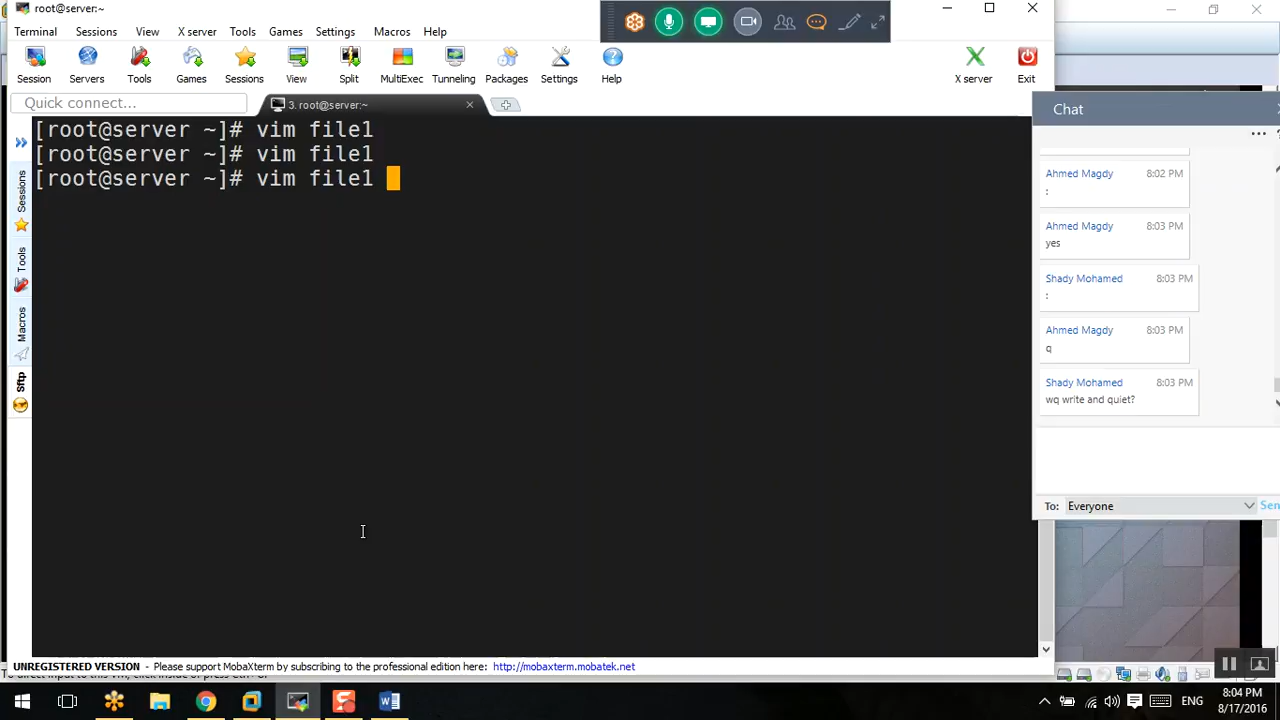 root@server:~
Terminal Sessions View X server Tools Games Settings Macros Help
Session Servers Tools Games Sessions View Split MultiExec Tunneling Packages Settings Help X server Exit
Quick connect...
3. root@server:~
[root@server ~]# vim file1
[root@server ~]# vim file1
[root@server ~]# vim file1
Sessions
Tools
Macros
Sftp
Chat
Ahmed Magdy 8:02 PM
:
Ahmed Magdy 8:03 PM
yes
Shady Mohamed 8:03 PM
:
Ahmed Magdy 8:03 PM
q
Shady Mohamed 8:03 PM
wq write and quiet?
To: Everyone Sen
UNREGISTERED VERSION - Please support MobaXterm by subscribing to the professional edition here: http://mobaxterm.mobatek.net
ENG
8:04 PM
8/17/2016